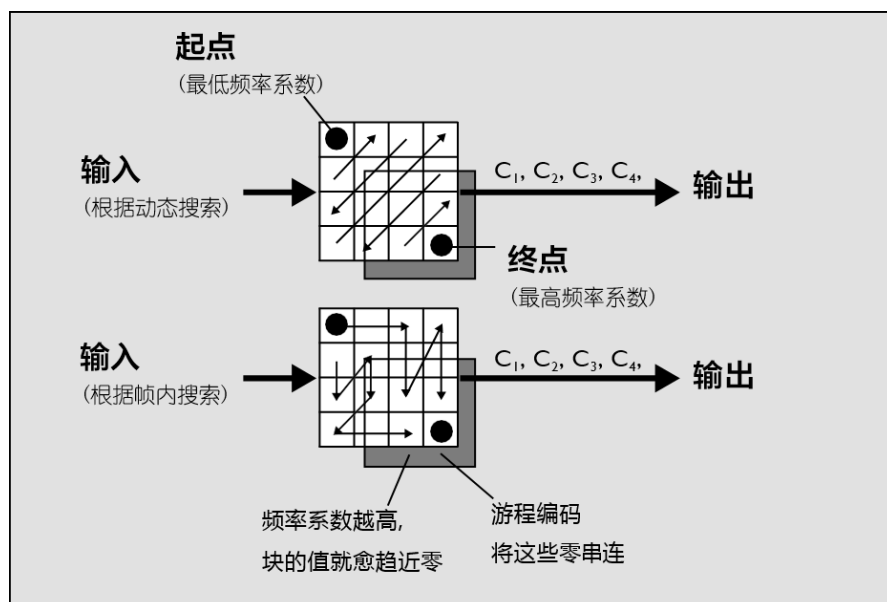 起点
(最低频率系数)
输入
(根据动态搜索)
C₁, C₂, C₃, C₄,
输出
终点
(最高频率系数)
输入
(根据帧内搜索)
C₁, C₂, C₃, C₄,
输出
频率系数越高,
块的值就愈趋近零
游程编码
将这些零串连